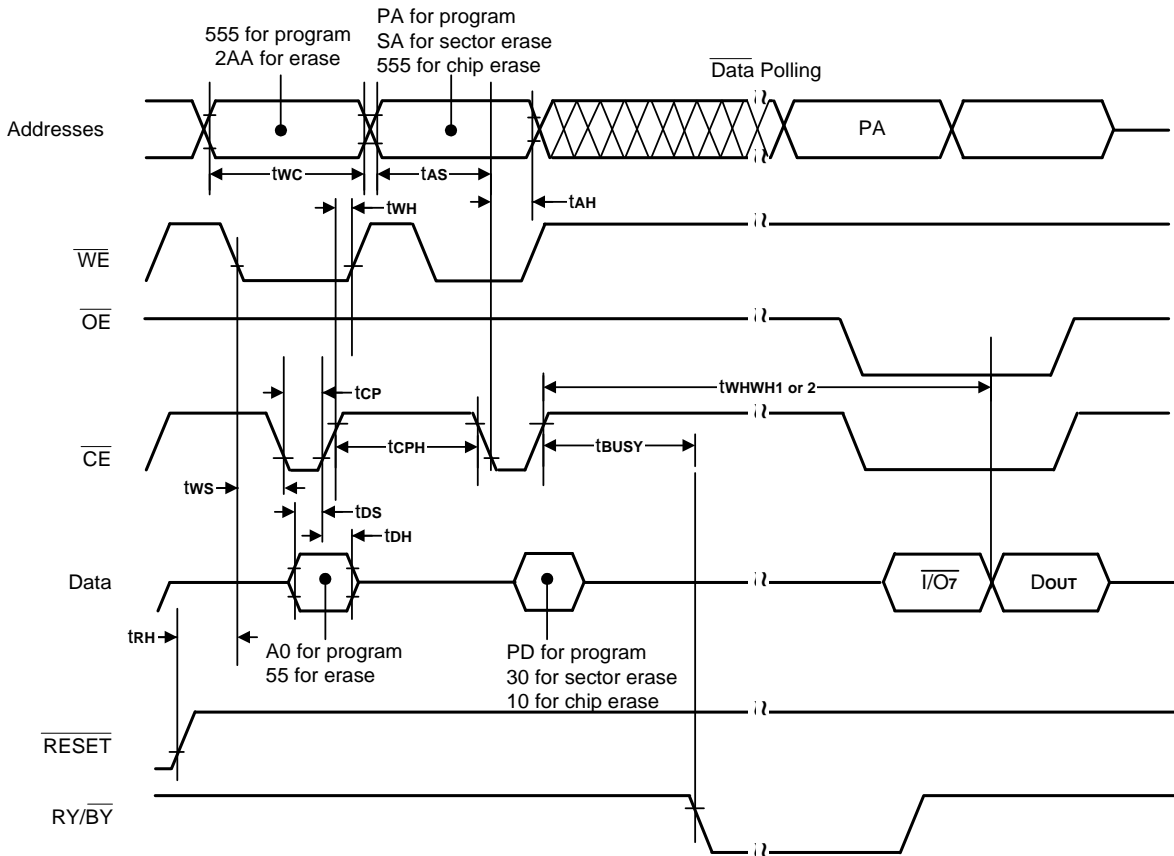 555 for program
2AA for erase
PA for program
SA for sector erase
555 for chip erase
Data Polling
Addresses
PA
tWC
tAS
tWH
tAH
WE
OE
tWHWH1 or 2
tCP
tCPH
tBUSY
CE
tWS
tDS
tDH
Data
I/O7
DOUT
tRH
A0 for program
55 for erase
PD for program
30 for sector erase
10 for chip erase
RESET
RY/BY